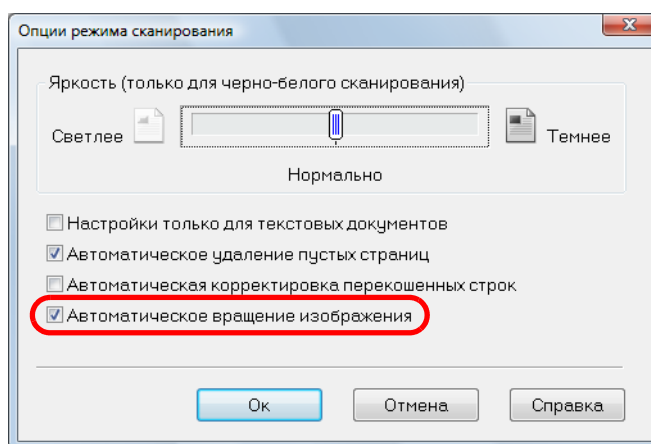 Опции режима сканирования
Яркость (только для черно-белого сканирования)
Светлее
Темнее
Нормально
Настройки только для текстовых документов
Автоматическое удаление пустых страниц
Автоматическая корректировка перекошенных строк
Автоматическое вращение изображения
Ок
Отмена
Справка